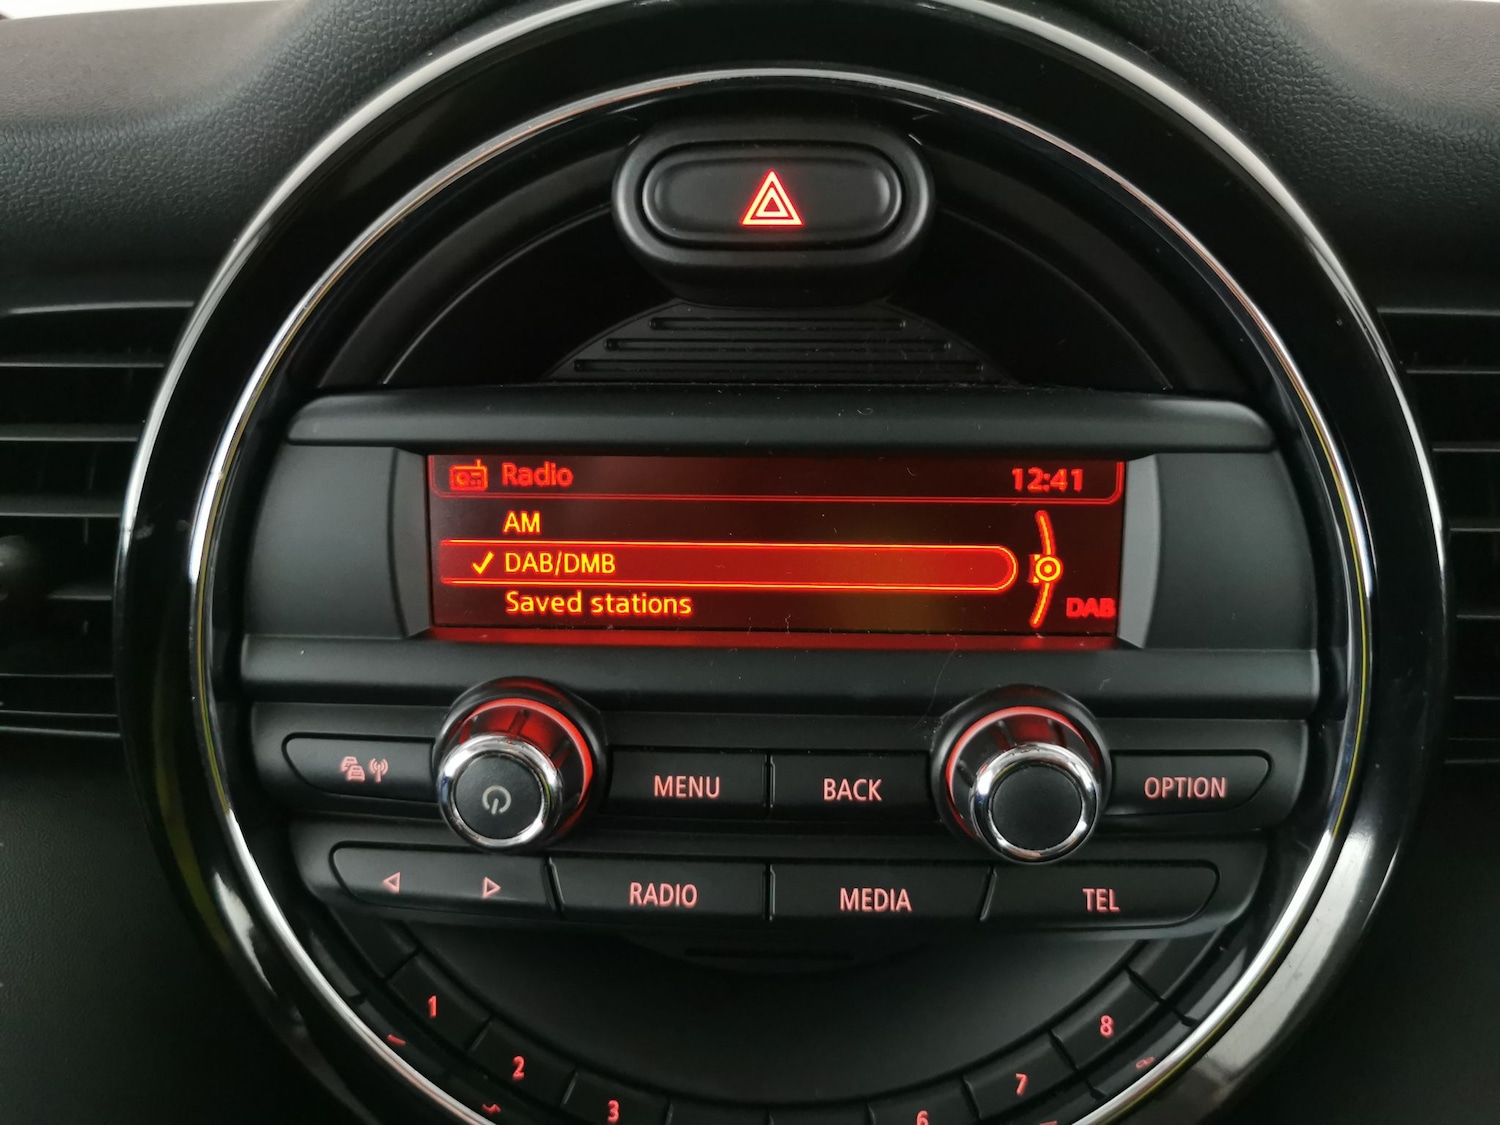 Radio 12:41
AM
DAB/DMB
Saved stations
DAB
MENU BACK OPTION
RADIO MEDIA TEL
1 8
2 7
3 6